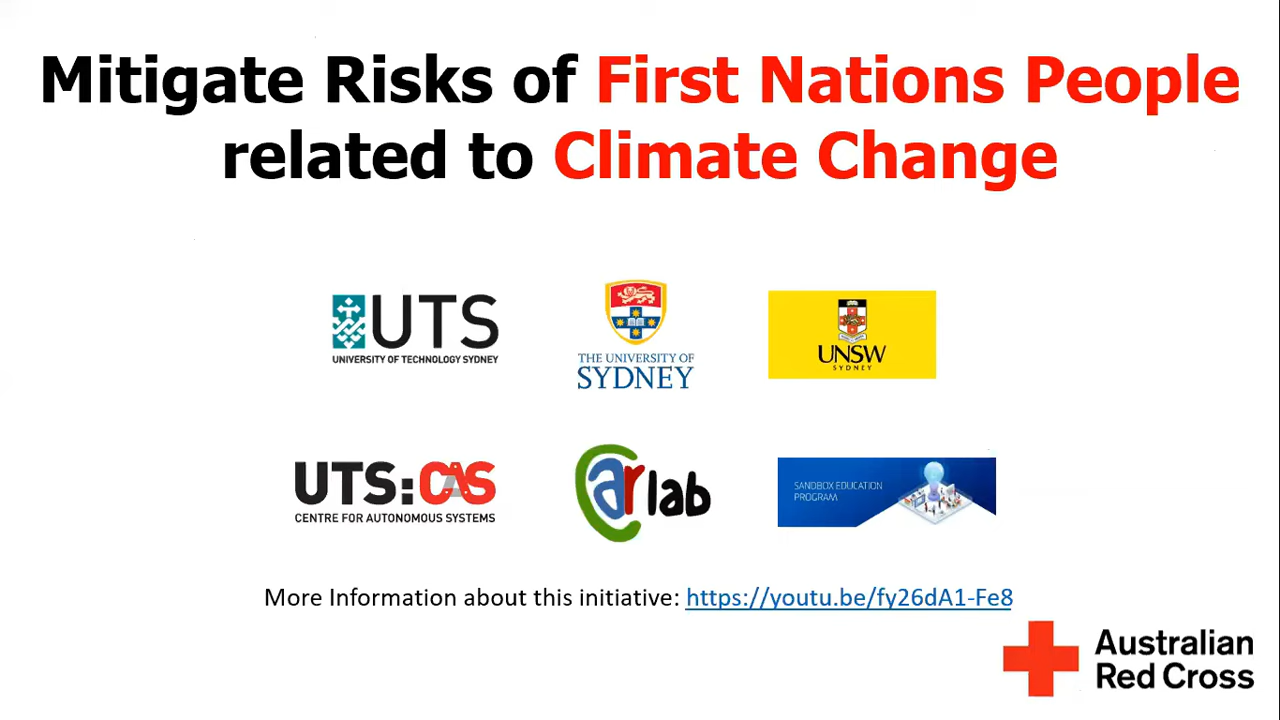 Mitigate Risks of First Nations People
related to Climate Change
UTS
UNIVERSITY OF TECHNOLOGY SYDNEY
THE UNIVERSITY OF
SYDNEY
UNSW
SYDNEY
UTS:CAS
CENTRE FOR AUTONOMOUS SYSTEMS
Carlab
SANDBOX EDUCATION
PROGRAM
More Information about this initiative: https://youtu.be/fy26dA1-Fe8
Australian
Red Cross